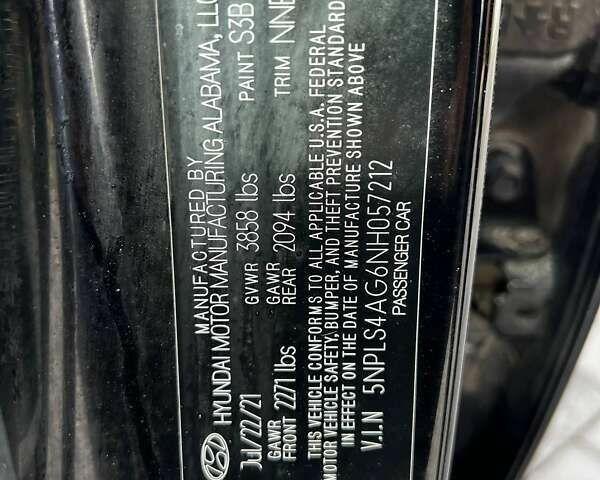 MANUFACTURED BY
HYUNDAI MOTOR MANUFACTURING ALABAMA, LLC
Jul/22/21 GVWR 3858 lbs PAINT S3B
GAWR FRONT 2271 lbs GAWR REAR 2094 lbs TRIM NNB
THIS VEHICLE CONFORMS TO ALL APPLICABLE U.S.A. FEDERAL
MOTOR VEHICLE SAFETY, BUMPER, AND THEFT PREVENTION STANDARD
IN EFFECT ON THE DATE OF MANUFACTURE SHOWN ABOVE
V.I.N 5NPLS4AG6NH057212
PASSENGER CAR